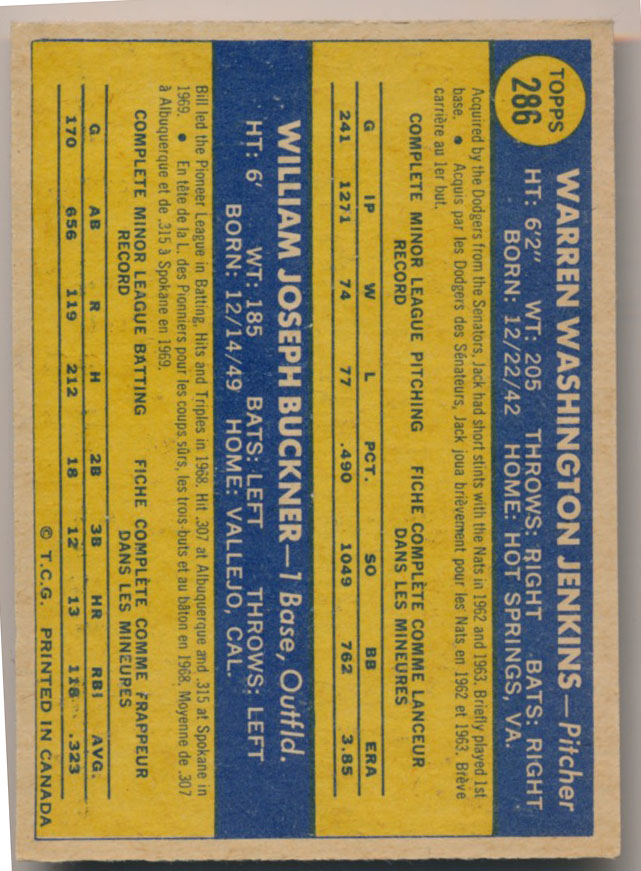 TOPPS
286
WARREN WASHINGTON JENKINS—Pitcher
HT: 6'2" WT: 205 THROWS: RIGHT BATS: RIGHT
BORN: 12/22/42 HOME: HOT SPRINGS, VA.
Acquired by the Dodgers from the Senators, Jack had short stints with the Nats in 1962 and 1963. Briefly played 1st
base. ● Acquis par les Dodgers des Sénateurs, Jack joua brièvement pour les Nats en 1962 et 1963. Brève
carrière au 1er but.
COMPLETE MINOR LEAGUE PITCHING FICHE COMPLÈTE COMME LANCEUR
RECORD DANS LES MINEURES
G IP W L PCT. SO BB ERA
241 1271 74 77 .490 1049 762 3.85
WILLIAM JOSEPH BUCKNER—1 Base, Outfld.
HT: 6' WT: 185 BATS: LEFT THROWS: LEFT
BORN: 12/14/49 HOME: VALLEJO, CAL.
Bill led the Pioneer League in Batting, Hits and Triples in 1968. Hit .307 at Albuquerque and .315 at Spokane in
1969. ● En tête de la L. des Pionniers pour les coups sûrs, les trois-buts et au bâton en 1968. Moyenne de .307
à Albuquerque et de .315 à Spokane en 1969.
COMPLETE MINOR LEAGUE BATTING FICHE COMPLÈTE COMME FRAPPEUR
RECORD DANS LES MINEURES
G AB R H 2B 3B HR RBI AVG.
170 656 119 212 18 12 13 118 .323
© T.C.G. PRINTED IN CANADA